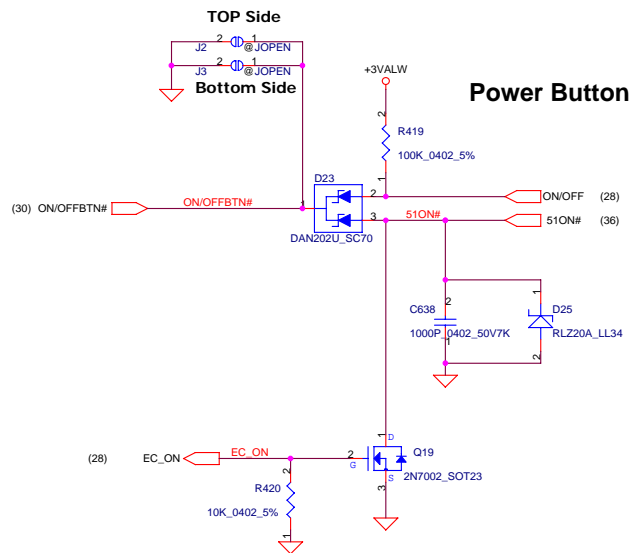 TOP Side
2 1
J2 @JOPEN
2 1
J3 @JOPEN
Bottom Side
+3VALW
Power Button
2
R419
100K_0402_5%
1
D23
(30) ON/OFFBTN# ON/OFFBTN# 1
2 ON/OFF (28)
3 51ON# 51ON# (36)
DAN202U_SC70
C638 2
1000P_0402_50V7K
1
1 D25
RLZ20A_LL34
2
1 D
(28) EC_ON EC_ON 2 G
Q19
S
2N7002_SOT23
3
2
R420
10K_0402_5%
1